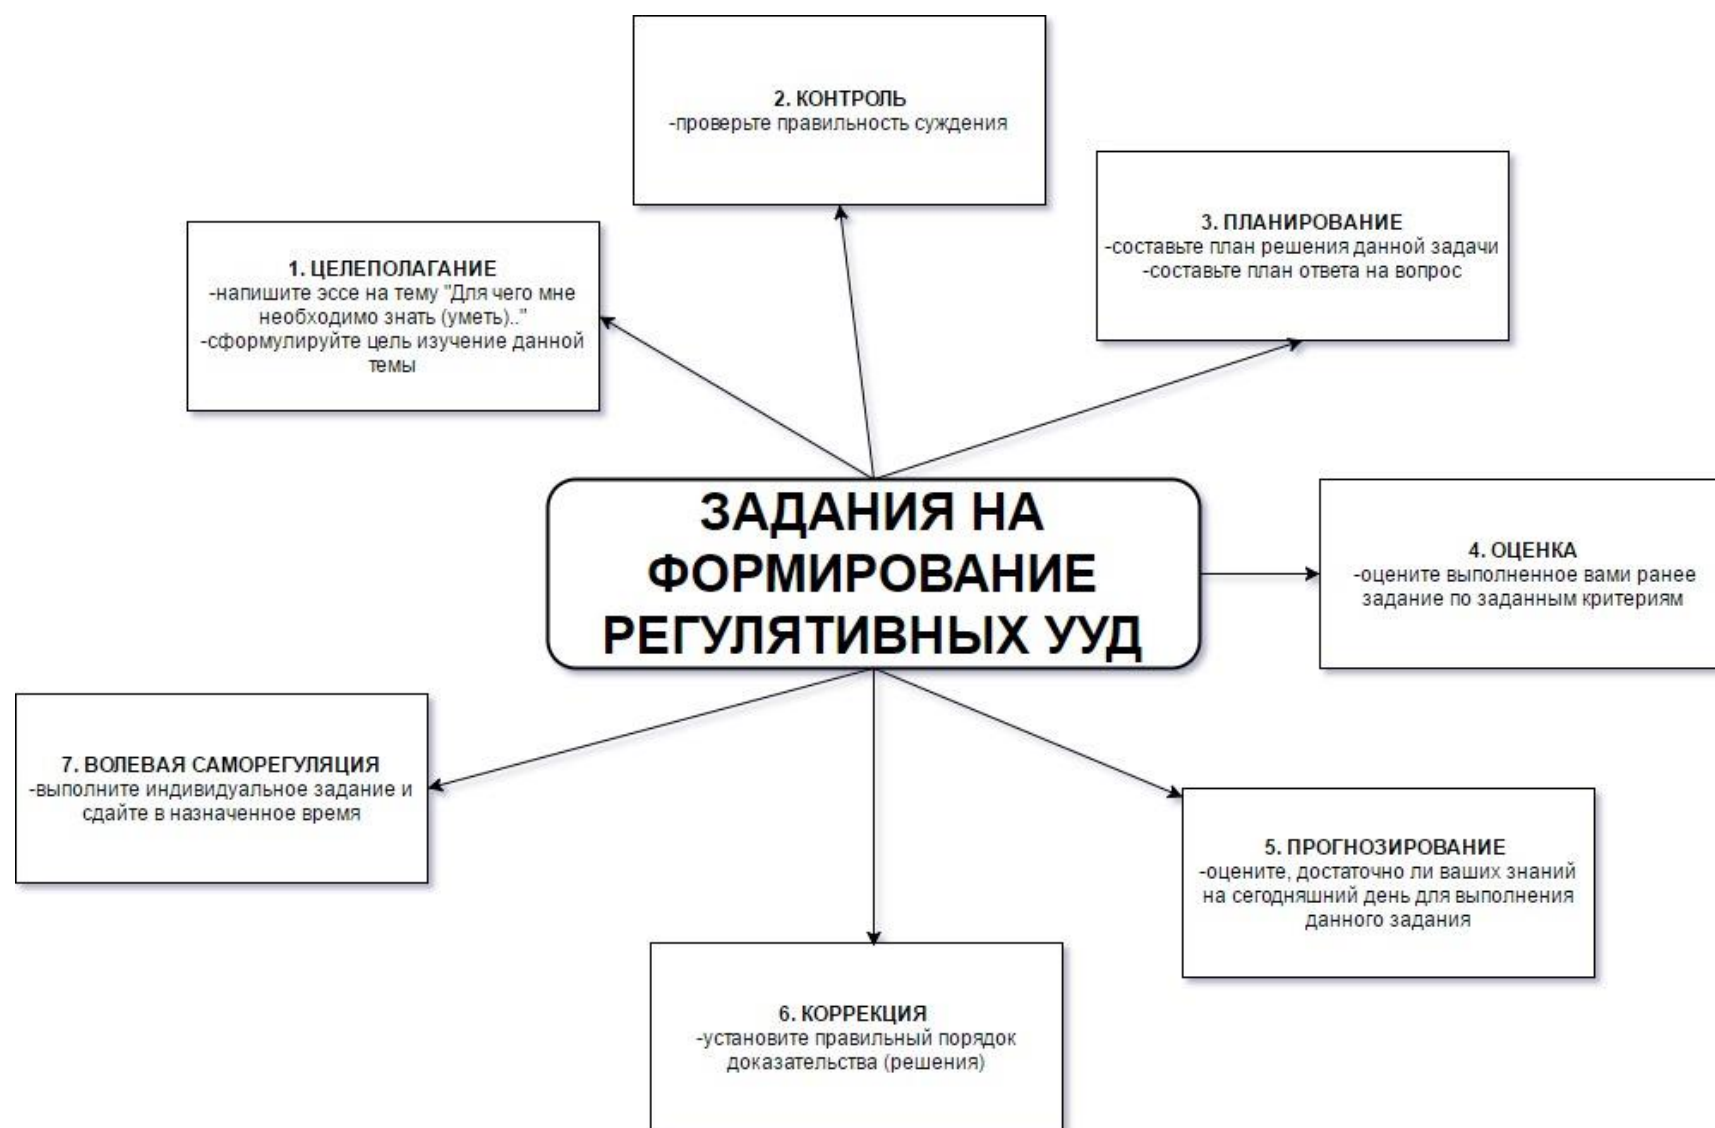 2. КОНТРОЛЬ
-проверьте правильность суждения
3. ПЛАНИРОВАНИЕ
-составьте план решения данной задачи
-составьте план ответа на вопрос
1. ЦЕЛЕПОЛАГАНИЕ
-напишите эссе на тему "Для чего мне
необходимо знать (уметь).."
-сформулируйте цель изучение данной
темы
ЗАДАНИЯ НА
ФОРМИРОВАНИЕ
РЕГУЛЯТИВНЫХ УУД
4. ОЦЕНКА
-оцените выполненное вами ранее
задание по заданным критериям
7. ВОЛЕВАЯ САМОРЕГУЛЯЦИЯ
-выполните индивидуальное задание и
сдайте в назначенное время
5. ПРОГНОЗИРОВАНИЕ
-оцените, достаточно ли ваших знаний
на сегодняшний день для выполнения
данного задания
6. КОРРЕКЦИЯ
-установите правильный порядок
доказательства (решения)